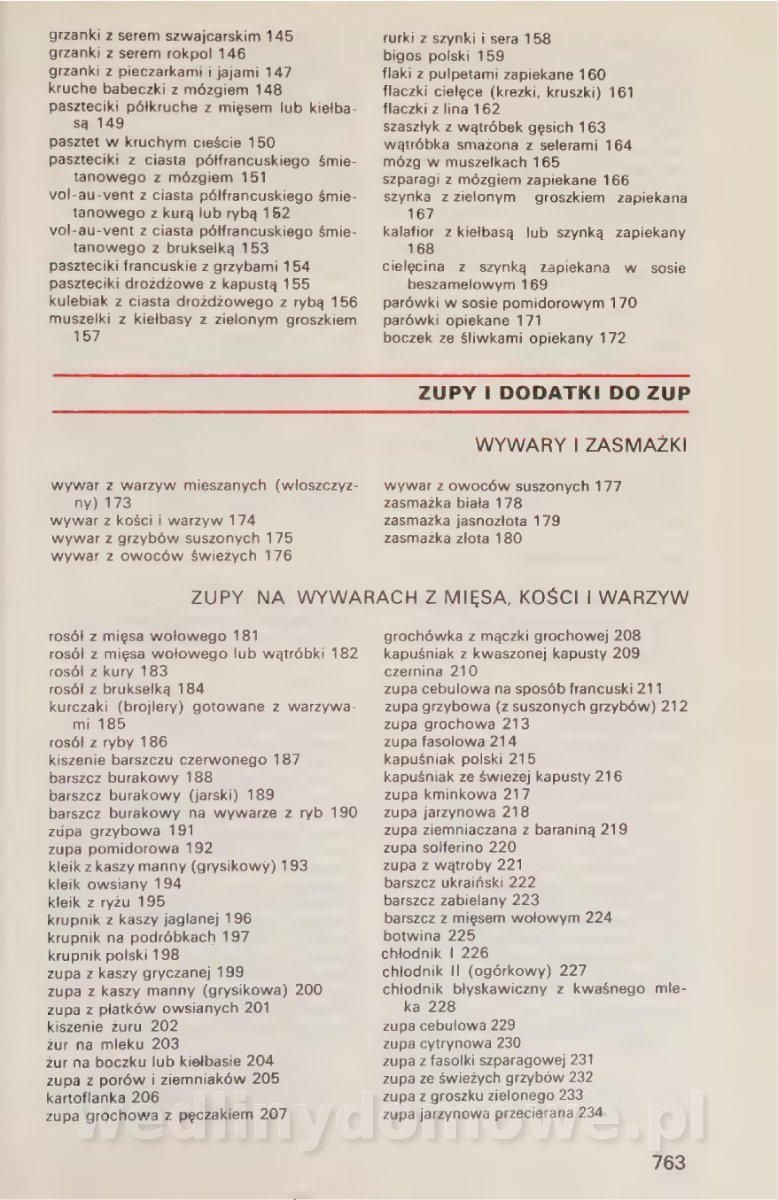 grzanki z serem szwajcarskim 145
grzanki z serem rokpol 146
grzanki z pieczarkami i jajami 147
kruche babeczki z mózgiem 148
paszteciki półkruche z mięsem lub kiełba-
są 149
pasztet w kruchym cieście 150
paszteciki z ciasta półfrancuskiego śmie-
tanowego z mózgiem 151
vol-au-vent z ciasta półfrancuskiego śmie-
tanowego z kurą lub rybą 152
vol-au-vent z ciasta półfrancuskiego śmie-
tanowego z brukselką 153
paszteciki francuskie z grzybami 154
paszteciki drożdżowe z kapustą 155
kulebiak z ciasta drożdżowego z rybą 156
muszelki z kiełbasy z zielonym groszkiem
157
rurki z szynki i sera 158
bigos polski 159
flaki z pulpetami zapiekane 160
flaczki cielęce (krezki, kruszki) 161
flaczki z lina 162
szaszłyk z wątróbek gęsich 163
wątróbka smażona z selerami 164
mózg w muszelkach 165
szparagi z mózgiem zapiekane 166
szynka z zielonym groszkiem zapiekana
167
kalafior z kiełbasą lub szynką zapiekany
168
cielęcina z szynką zapiekana w sosie
beszamelowym 169
parówki w sosie pomidorowym 170
parówki opiekane 171
boczek ze śliwkami opiekany 172
ZUPY I DODATKI DO ZUP
WYWARY I ZASMAŻKI
wywar z warzyw mieszanych (włoszczyz-
ny) 173
wywar z kości i warzyw 174
wywar z grzybów suszonych 175
wywar z owoców świeżych 176
wywar z owoców suszonych 177
zasmażka biała 178
zasmażka jasnozłota 179
zasmażka złota 180
ZUPY NA WYWARACH Z MIĘSA, KOŚCI I WARZYW
rosół z mięsa wołowego 181
rosół z mięsa wołowego lub wątróbki 182
rosół z kury 183
rosół z brukselką 184
kurczaki (brojlery) gotowane z warzywa-
mi 185
rosół z ryby 186
kiszenie barszczu czerwonego 187
barszcz burakowy 188
barszcz burakowy (jarski) 189
barszcz burakowy na wywarze z ryb 190
zupa grzybowa 191
zupa pomidorowa 192
kleik z kaszy manny (grysikowy) 193
kleik owsiany 194
kleik z ryżu 195
krupnik z kaszy jaglanej 196
krupnik na podróbkach 197
krupnik polski 198
zupa z kaszy gryczanej 199
zupa z kaszy manny (grysikowa) 200
zupa z płatków owsianych 201
kiszenie żuru 202
żur na mleku 203
żur na boczku lub kiełbasie 204
zupa z porów i ziemniaków 205
kartoflanka 206
zupa grochowa z pęczakiem 207
grochówka z mączki grochowej 208
kapuśniak z kwaszonej kapusty 209
czernina 210
zupa cebulowa na sposób francuski 211
zupa grzybowa (z suszonych grzybów) 212
zupa grochowa 213
zupa fasolowa 214
kapuśniak polski 215
kapuśniak ze świeżej kapusty 216
zupa kminkowa 217
zupa jarzynowa 218
zupa ziemniaczana z baraniną 219
zupa solferino 220
zupa z wątroby 221
barszcz ukraiński 222
barszcz zabielany 223
barszcz z mięsem wołowym 224
botwina 225
chłodnik I 226
chłodnik II (ogórkowy) 227
chłodnik błyskawiczny z kwaśnego mle-
ka 228
zupa cebulowa 229
zupa cytrynowa 230
zupa z fasolki szparagowej 231
zupa ze świeżych grzybów 232
zupa z groszku zielonego 233
zupa jarzynowa przecierana 234
wedlinydomowe.pl
763